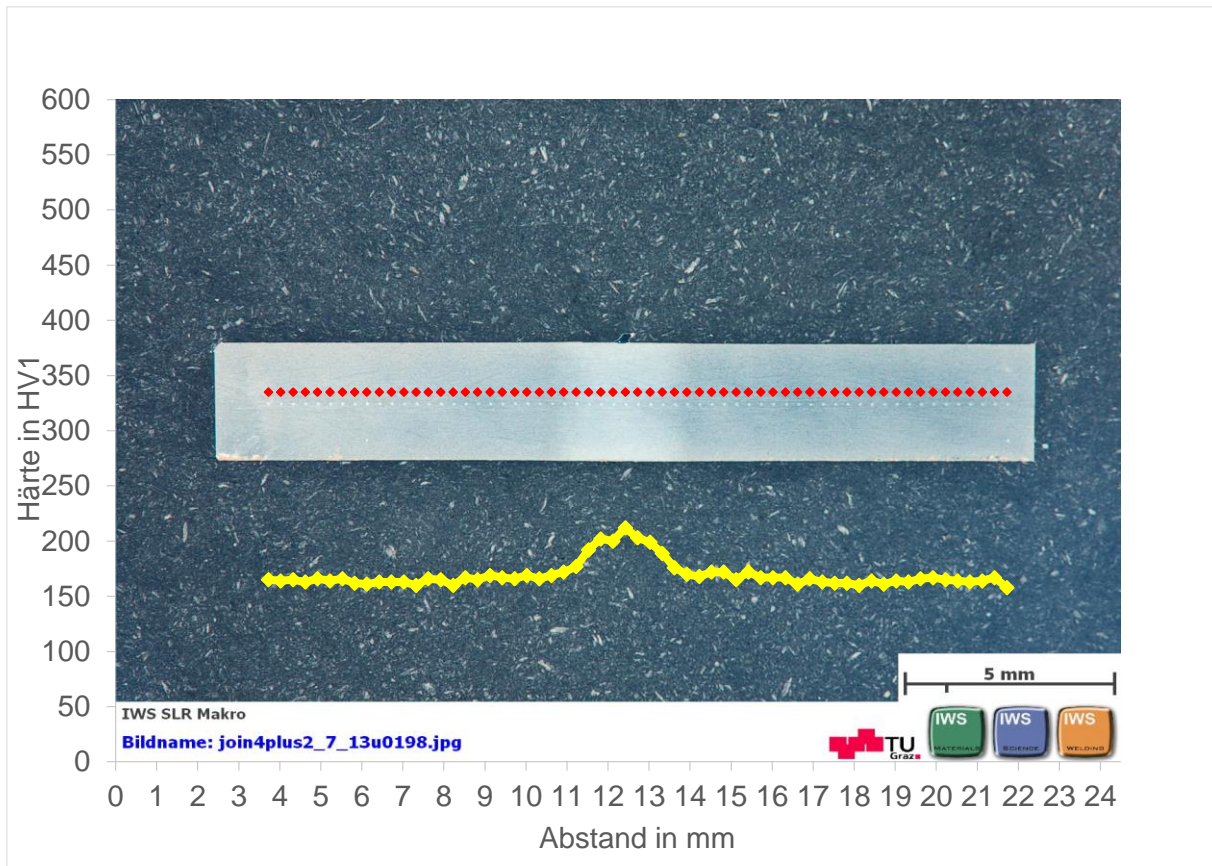 600
550
500
450
400
350
300
250
200
150
100
50
0
Härte in HV1
5 mm
IWS SLR Makro
Bildname: join4plus2_7_13u0198.jpg
TU
Graz
IWS
MATERIALS
IWS
SCIENCE
IWS
WELDING
0 1 2 3 4 5 6 7 8 9 10 11 12 13 14 15 16 17 18 19 20 21 22 23 24
Abstand in mm